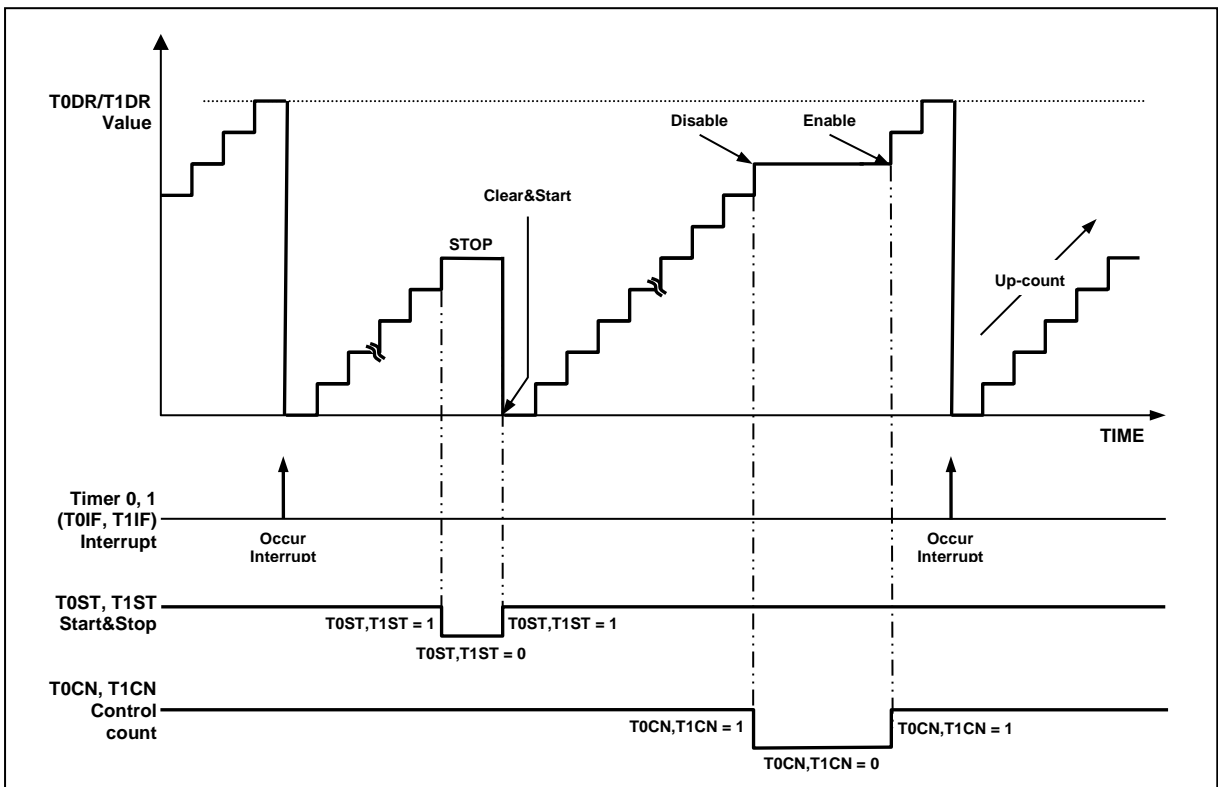 T0DR/T1DR
Value
Disable
Enable
Clear&Start
STOP
Up-count
TIME
Timer 0, 1
(T0IF, T1IF)
Interrupt
Occur
Interrupt
Occur
Interrupt
T0ST, T1ST
Start&Stop
T0ST,T1ST = 1
T0ST,T1ST = 1
T0ST,T1ST = 0
T0CN, T1CN
Control
count
T0CN,T1CN = 1
T0CN,T1CN = 1
T0CN,T1CN = 0